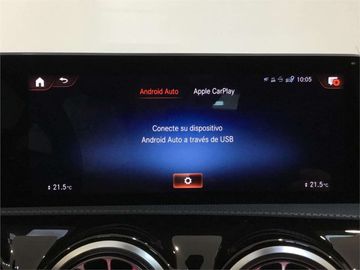 10:05
Android Auto Apple CarPlay
Conecte su dispositivo
Android Auto a través de USB
21.5°C 21.5°C